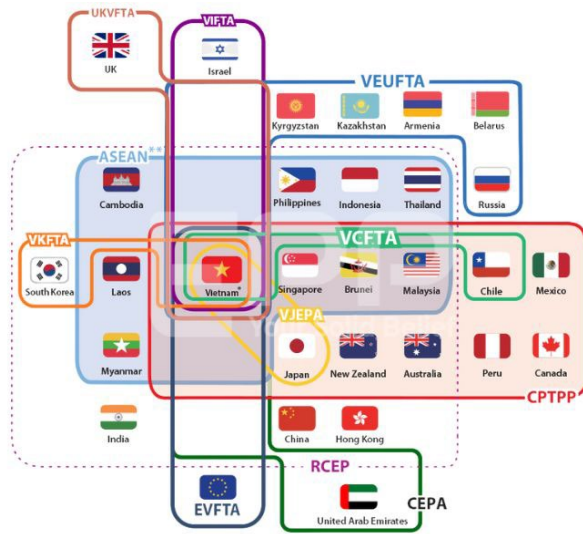 UKVFTA
VIFTA
UK
Israel
VEUFTA
Kyrgyzstan
Kazakhstan
Armenia
Belarus
ASEAN**
Cambodia
Philippines
Indonesia
Thailand
Russia
VKFTA
VCFTA
South Korea
Laos
Vietnam*
Singapore
Brunei
Malaysia
Chile
Mexico
VJEPA
Myanmar
Japan
New Zealand
Australia
Peru
Canada
CPTPP
India
China
Hong Kong
RCEP
EVFTA
CEPA
United Arab Emirates